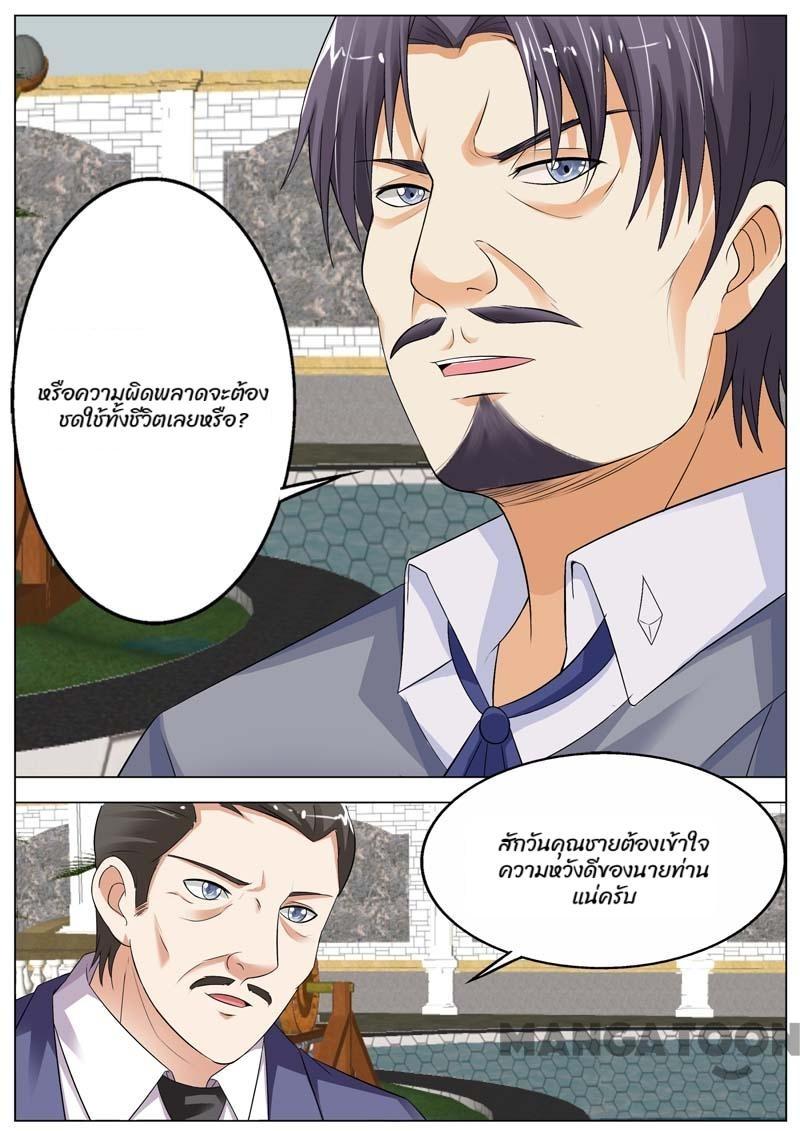 หรือความผิดพลาดจะต้อง
ชดใช้ทั้งชีวิตเลยหรือ?
สักวันคุณชายต้องเข้าใจ
ความหวังดีของนายท่าน
แน่ครับ
MANGATOON